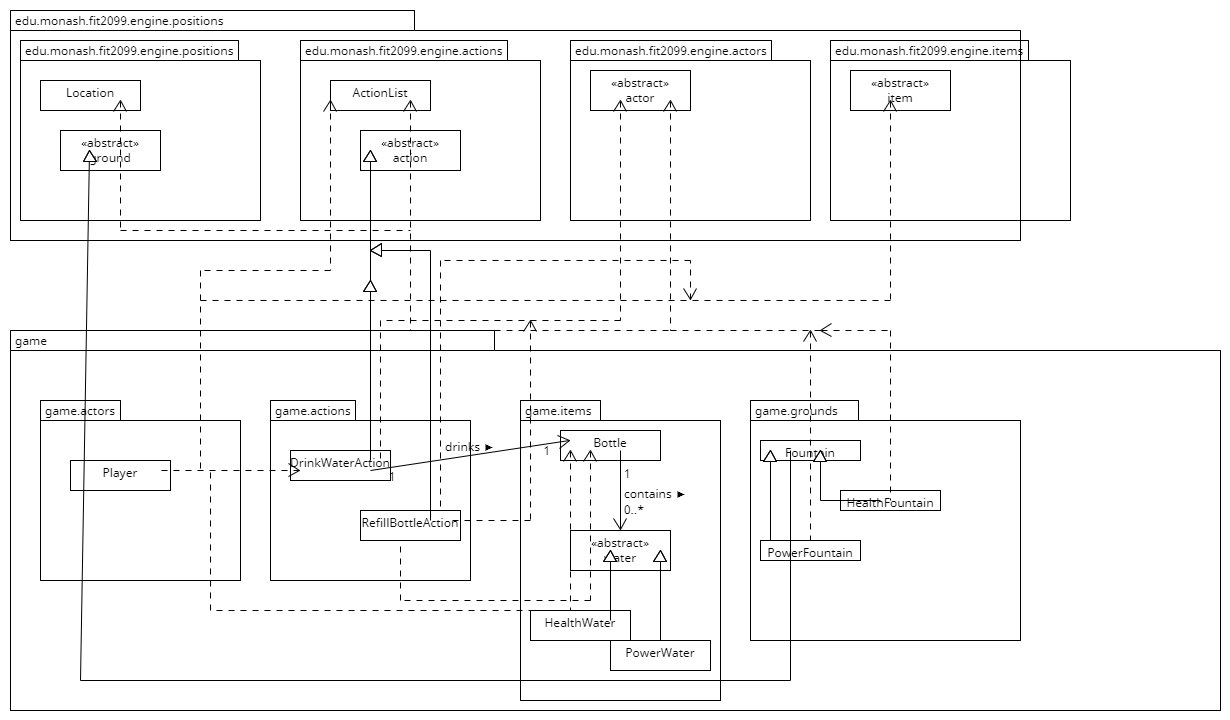 edu.monash.fit2099.engine.positions
edu.monash.fit2099.engine.positions
edu.monash.fit2099.engine.actions
edu.monash.fit2099.engine.actors
edu.monash.fit2099.engine.items
Location
«abstract»
ground
ActionList
«abstract»
action
«abstract»
actor
«abstract»
item
game
game.actors
game.actions
game.items
game.grounds
Player
DrinkWaterAction
1
drinks ►
1
RefillBottleAction
Bottle
1
contains ►
0..*
«abstract»
water
HealthWater
PowerWater
Fountain
HealthFountain
PowerFountain